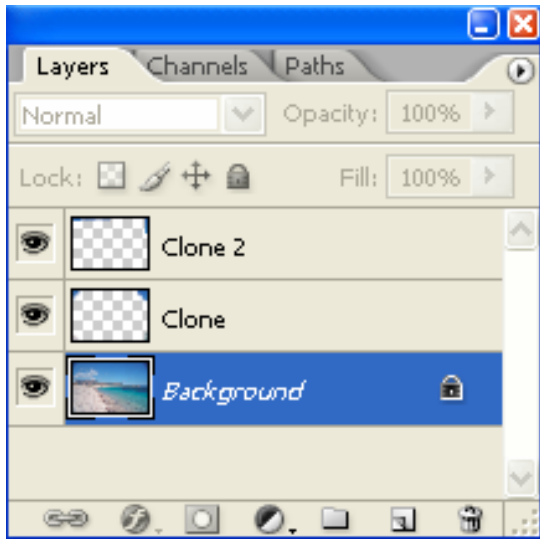 Layers Channels Paths
Normal Opacity: 100%
Lock: Fill: 100%
Clone 2
Clone
Background